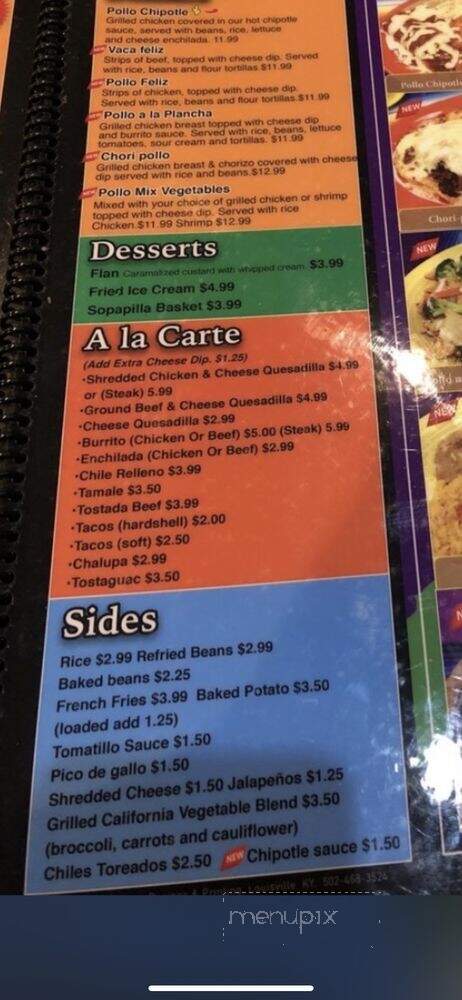 Pollo Chipotle
Grilled chicken covered in our hot chipotle
sauce, served with beans, rice, lettuce
and cheese enchilada. 11.99
Vaca feliz
Strips of beef, topped with cheese dip. Served
with rice, beans and flour tortillas.$11.99
Pollo Feliz
Strips of chicken, topped with cheese dip.
Served with rice, beans and flour tortillas.$11.99
Pollo a la Plancha
Grilled chicken breast topped with cheese dip
and burrito sauce. Served with rice, beans, lettuce
tomatoes, sour cream and tortillas. $11.99
Chori pollo
Grilled chicken breast & chorizo covered with cheese
dip served with rice and beans.$12.99
Pollo Mix Vegetables
Mixed with your choice of grilled chicken or shrimp
topped with cheese dip. Served with rice
Chicken.$11.99 Shrimp $12.99
Desserts
Flan Caramalized custard with whipped cream. $3.99
Fried Ice Cream $4.99
Sopapilla Basket $3.99
A la Carte
(Add Extra Cheese Dip. $1.25)
•Shredded Chicken & Cheese Quesadilla $4.99
or (Steak) 5.99
•Ground Beef & Cheese Quesadilla $4.99
•Cheese Quesadilla $2.99
•Burrito (Chicken Or Beef) $5.00 (Steak) 5.99
•Enchilada (Chicken Or Beef) $2.99
•Chile Relleno $3.99
•Tamale $3.50
•Tostada Beef $3.99
•Tacos (hardshell) $2.00
•Tacos (soft) $2.50
•Chalupa $2.99
•Tostaguac $3.50
Sides
Rice $2.99 Refried Beans $2.99
Baked beans $2.25
French Fries $3.99 Baked Potato $3.50
(loaded add 1.25)
Tomatillo Sauce $1.50
Pico de gallo $1.50
Shredded Cheese $1.50 Jalapeños $1.25
Grilled California Vegetable Blend $3.50
(broccoli, carrots and cauliflower)
Chiles Toreados $2.50 NEW Chipotle sauce $1.50
Printing, Louisville, KY. 502-468-3524
Pollo Chipotle
NEW
Chori-
NEW
NEW
menupix